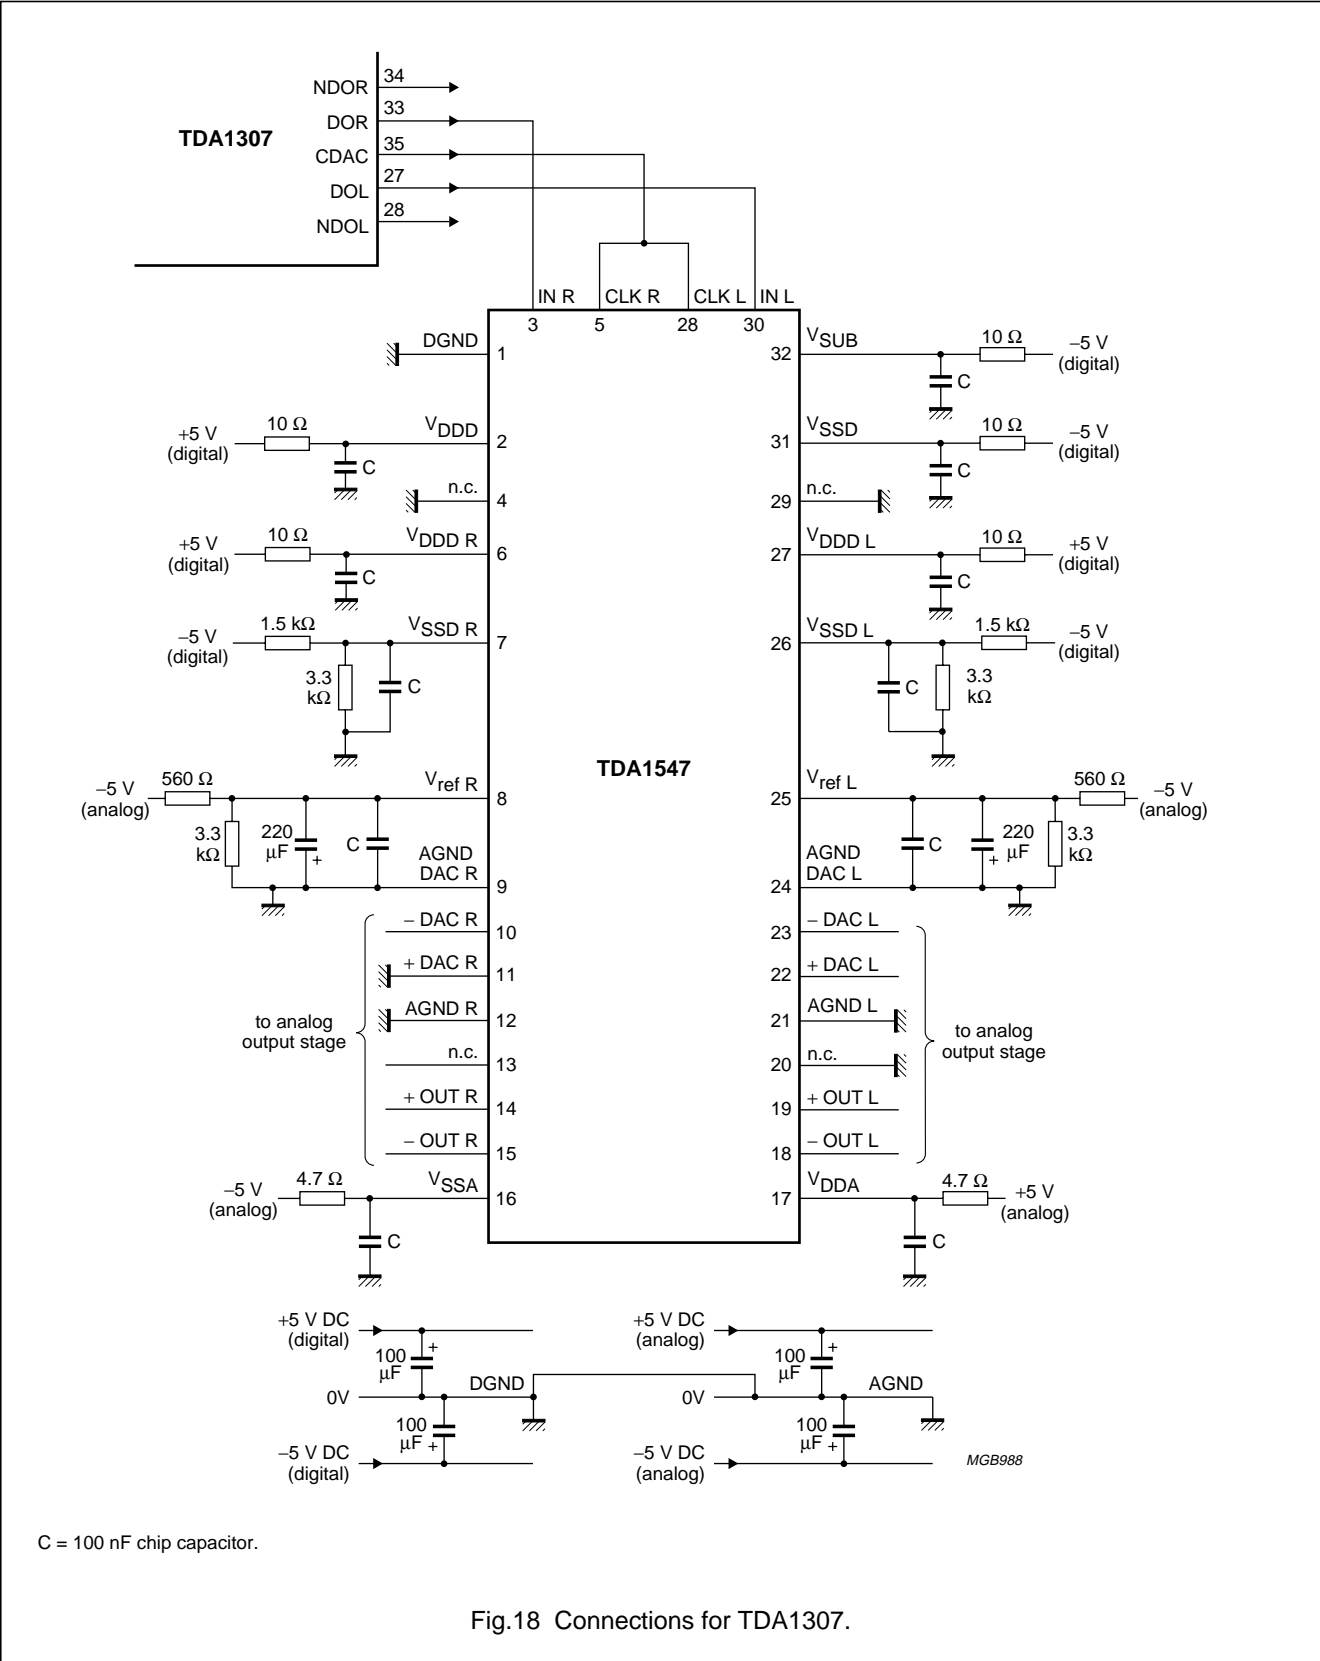 NDOR 34
DOR 33
TDA1307
CDAC 35
DOL 27
NDOL 28
IN R CLK R CLK L IN L
3 5 28 30
DGND 1
32 VSUB 10 Ω −5 V
(digital)
C
+5 V
(digital)
10 Ω VDDD 2
C
31 VSSD 10 Ω −5 V
(digital)
C
n.c. 4
29 n.c.
+5 V
(digital)
10 Ω VDDD R 6
C
27 VDDD L 10 Ω +5 V
(digital)
C
−5 V
(digital)
1.5 kΩ VSSD R 7
3.3
kΩ
C
26 VSSD L 1.5 kΩ −5 V
(digital)
C
3.3
kΩ
TDA1547
−5 V
(analog)
560 Ω Vref R 8
3.3
kΩ
220
µF
+
C
AGND
DAC R 9
25 Vref L 560 Ω −5 V
(analog)
C
220
µF
+
3.3
kΩ
AGND
24 DAC L
− DAC R 10
+ DAC R 11
AGND R 12
n.c. 13
+ OUT R 14
− OUT R 15
to analog
output stage
23 − DAC L
22 + DAC L
21 AGND L
20 n.c.
19 + OUT L
18 − OUT L
to analog
output stage
−5 V
(analog)
4.7 Ω VSSA 16
C
17 VDDA 4.7 Ω +5 V
(analog)
C
+5 V DC
(digital)
100
µF
+
0V DGND
100
µF
+
−5 V DC
(digital)
+5 V DC
(analog)
100
µF
+
0V AGND
100
µF
+
−5 V DC
(analog)
MGB988
C = 100 nF chip capacitor.
Fig.18 Connections for TDA1307.